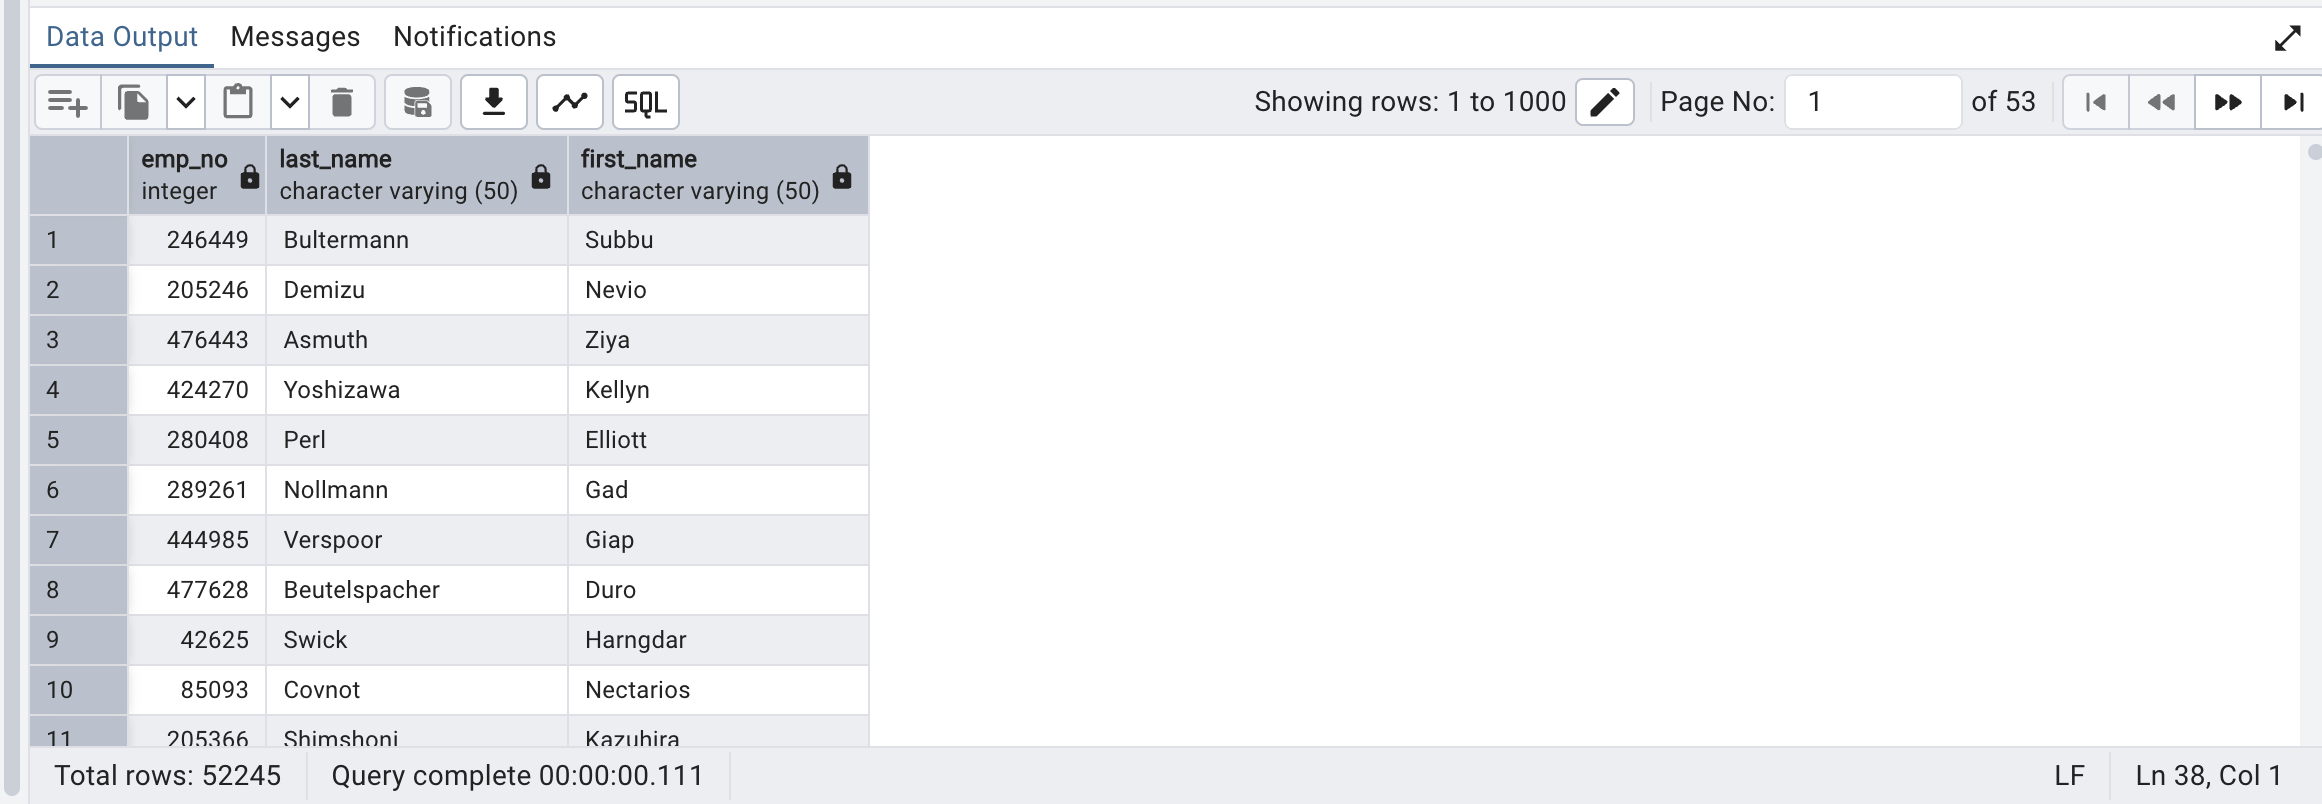 Data Output Messages Notifications
SQL Showing rows: 1 to 1000 Page No: 1 of 53
emp_no last_name first_name
integer character varying (50) character varying (50)
1 246449 Bultermann Subbu
2 205246 Demizu Nevio
3 476443 Asmuth Ziya
4 424270 Yoshizawa Kellyn
5 280408 Perl Elliott
6 289261 Nollmann Gad
7 444985 Verspoor Giap
8 477628 Beutelspacher Duro
9 42625 Swick Harngdar
10 85093 Covnot Nectarios
11 205366 Shimshoni Kazuhira
Total rows: 52245 Query complete 00:00:00.111 LF Ln 38, Col 1